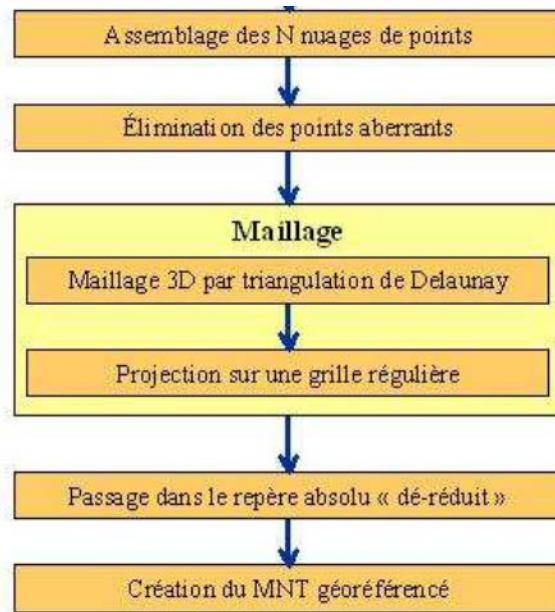 Assemblage des N nuages de points
Élimination des points aberrants
Maillage
Maillage 3D par triangulation de Delaunay
Projection sur une grille régulière
Passage dans le repère absolu « dé-réduit »
Création du MNT géoréférencé